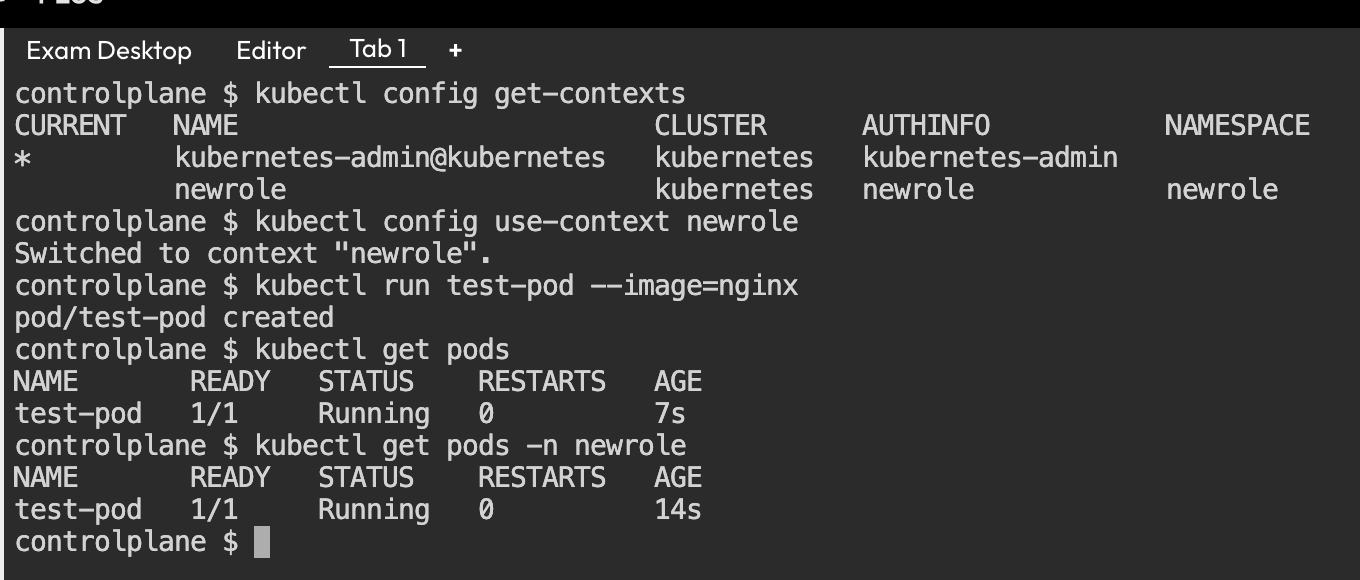 Exam Desktop Editor Tab 1 +
controlplane $ kubectl config get-contexts
CURRENT NAME CLUSTER AUTHINFO NAMESPACE
* kubernetes-admin@kubernetes kubernetes kubernetes-admin
newrole kubernetes newrole newrole
controlplane $ kubectl config use-context newrole
Switched to context "newrole".
controlplane $ kubectl run test-pod --image=nginx
pod/test-pod created
controlplane $ kubectl get pods
NAME READY STATUS RESTARTS AGE
test-pod 1/1 Running 0 7s
controlplane $ kubectl get pods -n newrole
NAME READY STATUS RESTARTS AGE
test-pod 1/1 Running 0 14s
controlplane $